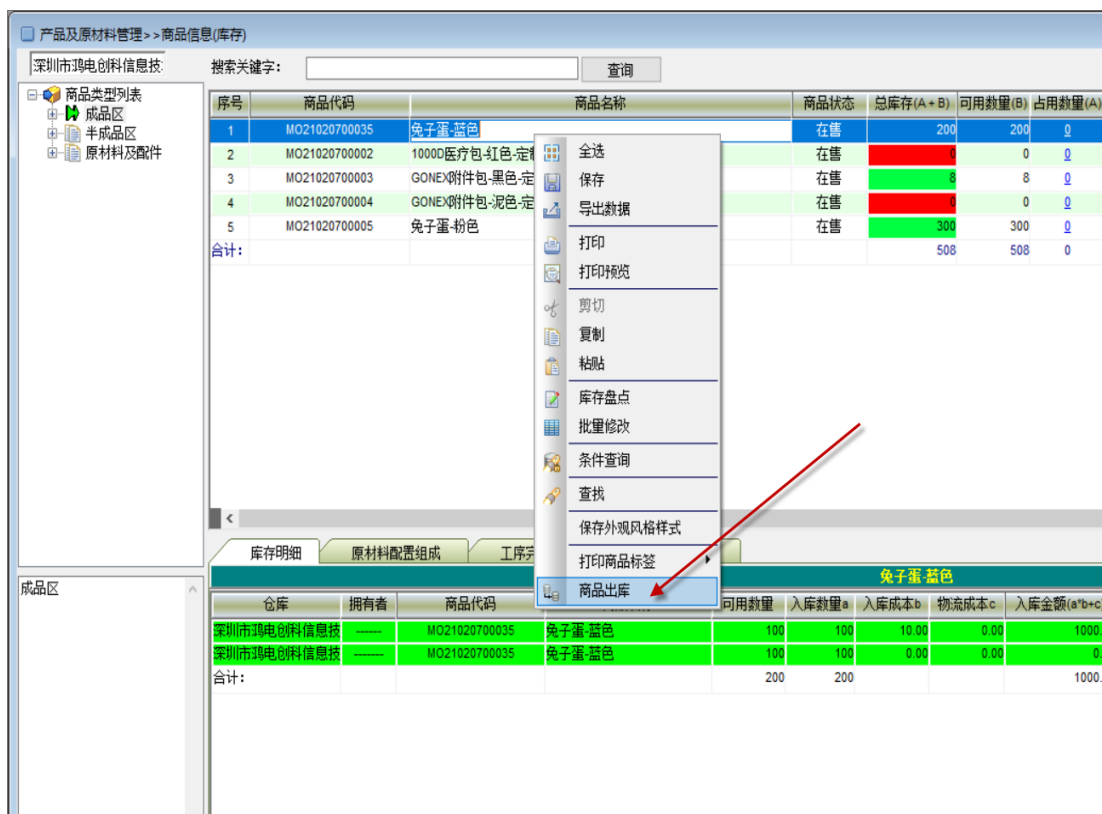 产品及原材料管理>>商品信息(库存)
深圳市鸿电创科信息技
搜索关键字：
查询
商品类型列表
成品区
半成品区
原材料及配件
序号 商品代码 商品名称 商品状态 总库存(A+B) 可用数量(B) 占用数量(A)
1 MO21020700035 兔子蛋-蓝色 在售 200 200 0
2 MO21020700002 1000D医疗包-红色-定制 在售 0 0 0
3 MO21020700003 GONEX附件包-黑色-定 在售 8 8 0
4 MO21020700004 GONEX附件包-泥色-定 在售 0 0 0
5 MO21020700005 兔子蛋-粉色 在售 300 300 0
合计： 508 508 0
全选
保存
导出数据
打印
打印预览
剪切
复制
粘贴
库存盘点
批量修改
条件查询
查找
保存外观风格样式
打印商品标签
商品出库
库存明细 原材料配置组成 工序完
成品区
兔子蛋-蓝色
仓库 拥有者 商品代码 可用数量 入库数量a 入库成本b 物流成本c 入库金额(a*b+c)
深圳市鸿电创科信息技 ------ MO21020700035 兔子蛋-蓝色 100 100 10.00 0.00 1000.
深圳市鸿电创科信息技 ------- MO21020700035 兔子蛋-蓝色 100 100 0.00 0.00 0.
合计： 200 200 1000.